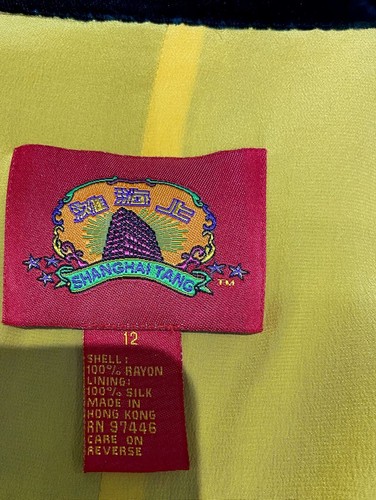 上海滩
SHANGHAI TANG
TM
12
SHELL:
100% RAYON
LINING:
100% SILK
MADE IN
HONG KONG
RN 97446
CARE ON
REVERSE